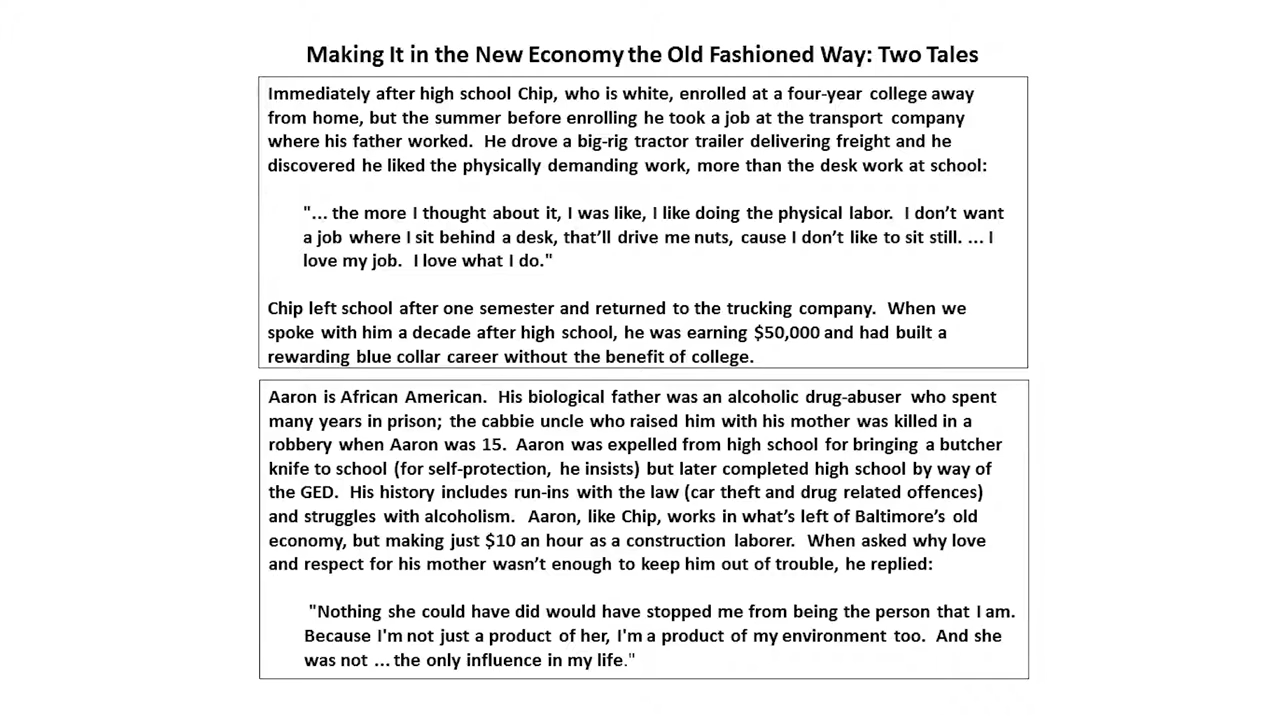 Making It in the New Economy the Old Fashioned Way: Two Tales
Immediately after high school Chip, who is white, enrolled at a four-year college away
from home, but the summer before enrolling he took a job at the transport company
where his father worked. He drove a big-rig tractor trailer delivering freight and he
discovered he liked the physically demanding work, more than the desk work at school:
"... the more I thought about it, I was like, I like doing the physical labor. I don't want
a job where I sit behind a desk, that'll drive me nuts, cause I don't like to sit still. ... I
love my job. I love what I do."
Chip left school after one semester and returned to the trucking company. When we
spoke with him a decade after high school, he was earning $50,000 and had built a
rewarding blue collar career without the benefit of college.
Aaron is African American. His biological father was an alcoholic drug-abuser who spent
many years in prison; the cabbie uncle who raised him with his mother was killed in a
robbery when Aaron was 15. Aaron was expelled from high school for bringing a butcher
knife to school (for self-protection, he insists) but later completed high school by way of
the GED. His history includes run-ins with the law (car theft and drug related offences)
and struggles with alcoholism. Aaron, like Chip, works in what's left of Baltimore's old
economy, but making just $10 an hour as a construction laborer. When asked why love
and respect for his mother wasn't enough to keep him out of trouble, he replied:
"Nothing she could have did would have stopped me from being the person that I am.
Because I'm not just a product of her, I'm a product of my environment too. And she
was not ... the only influence in my life."